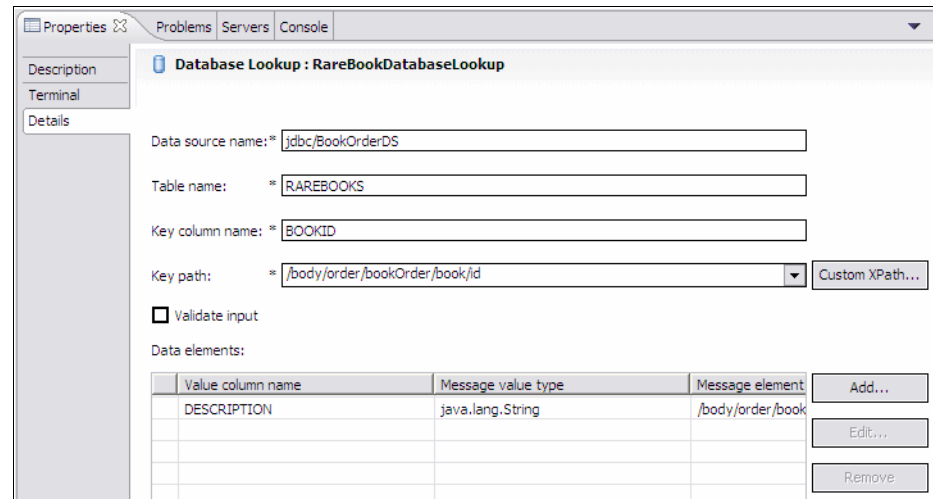 Properties Problems Servers Console
Description
Terminal
Details
Database Lookup : RareBookDatabaseLookup
Data source name:* jdbc/BookOrderDS
Table name: * RAREBOOKS
Key column name: * BOOKID
Key path: * /body/order/bookOrder/book/id Custom XPath...
Validate input
Data elements:
Value column name Message value type Message element
DESCRIPTION java.lang.String /body/order/book
Add...
Edit...
Remove